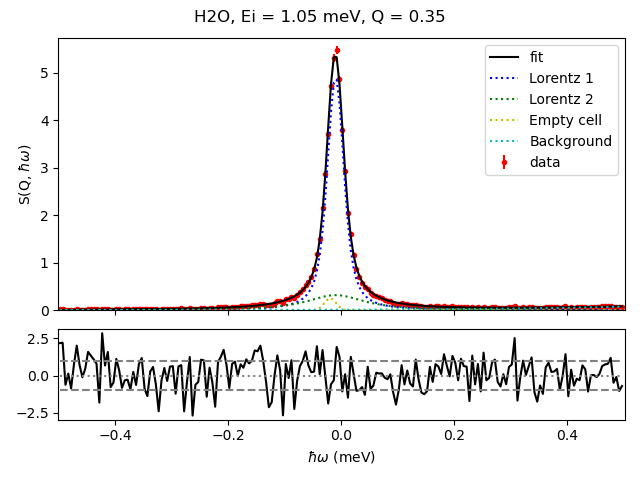 H2O, Ei = 1.05 meV, Q = 0.35
S(Q, ℏω)
5
4
3
2
1
0
fit
Lorentz 1
Lorentz 2
Empty cell
Background
data
2.5
0.0
−2.5
−0.4
−0.2
0.0
0.2
0.4
ℏω (meV)